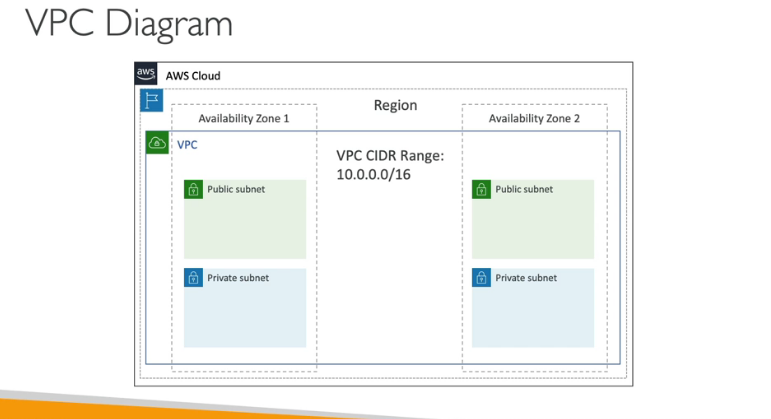 VPC Diagram
aws
AWS Cloud
Region
Availability Zone 1
Availability Zone 2
VPC
VPC CIDR Range:
10.0.0.0/16
Public subnet
Public subnet
Private subnet
Private subnet